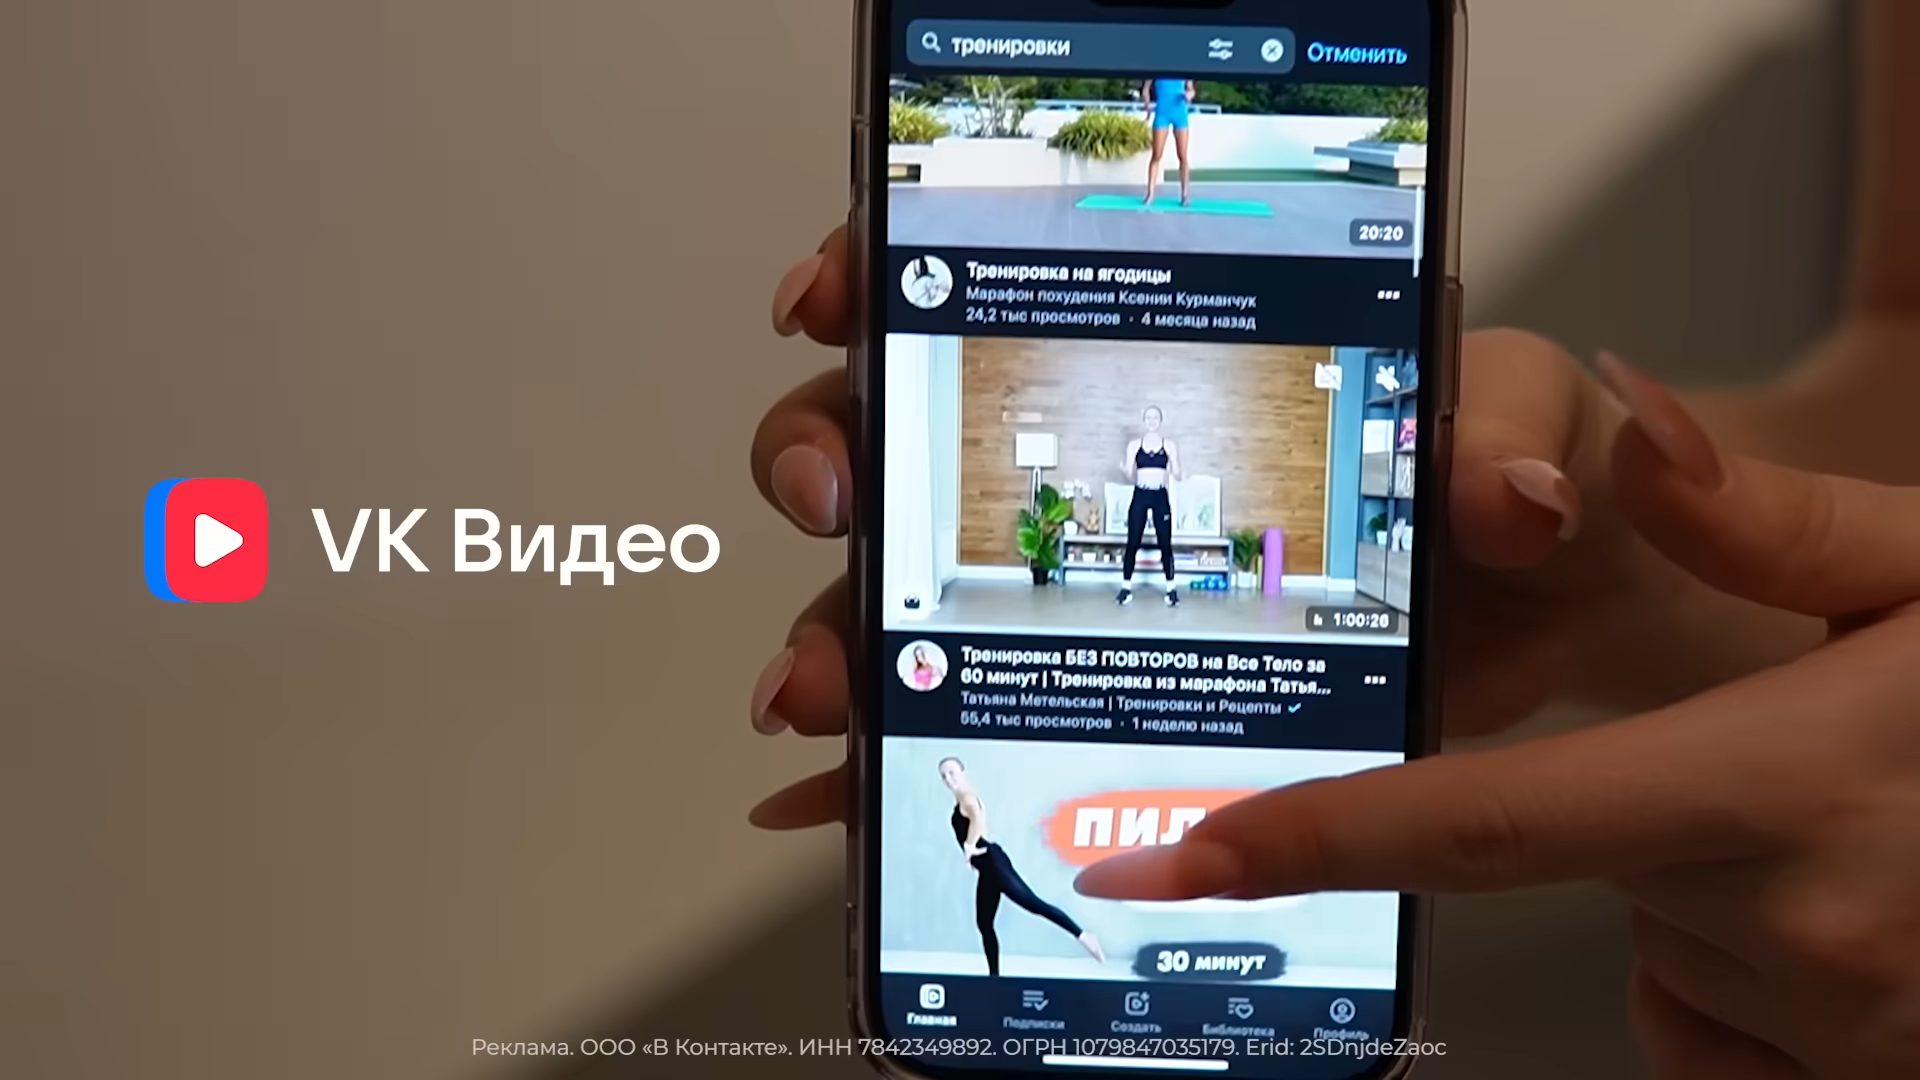 тренировки
Отменить
20:20
Тренировка на ягодицы
Марафон похудения Ксении Курманчук
24,2 тыс просмотров · 4 месяца назад
VK Видео
1:00:26
Тренировка БЕЗ ПОВТОРОВ на Все Тело за
60 минут | Тренировка из марафона Татья...
Татьяна Метельская | Тренировки и Рецепты
55,4 тыс просмотров · 1 неделю назад
ПИЛ
30 минут
Главная
Подписки
Создать
Библиотека
Профиль
Реклама. ООО «В Контакте». ИНН 7842349892. ОГРН 1079847035179. Erid: 2SDnjdeZaoc